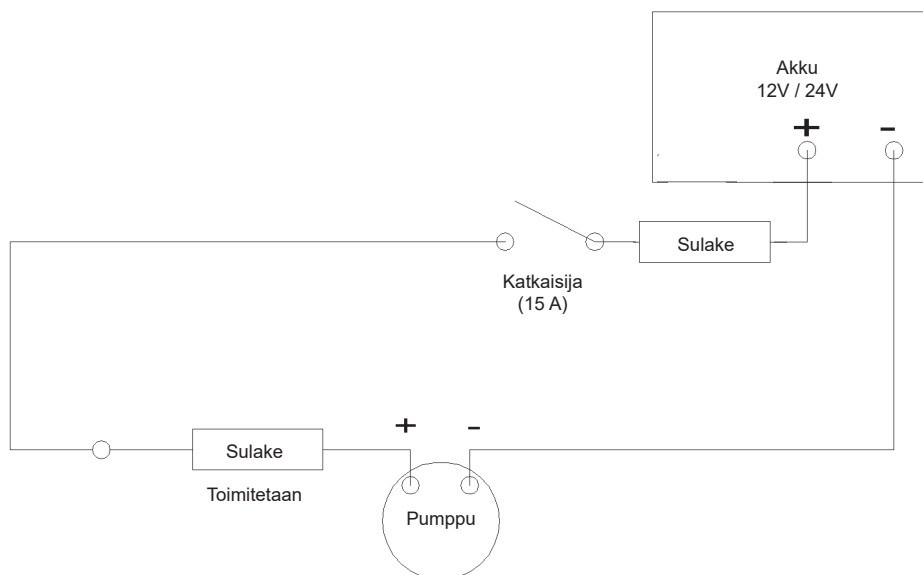 Akku
12V / 24V
+ -
Sulake
Katkaisija
(15 A)
+ -
Sulake
Toimitetaan
Pumppu